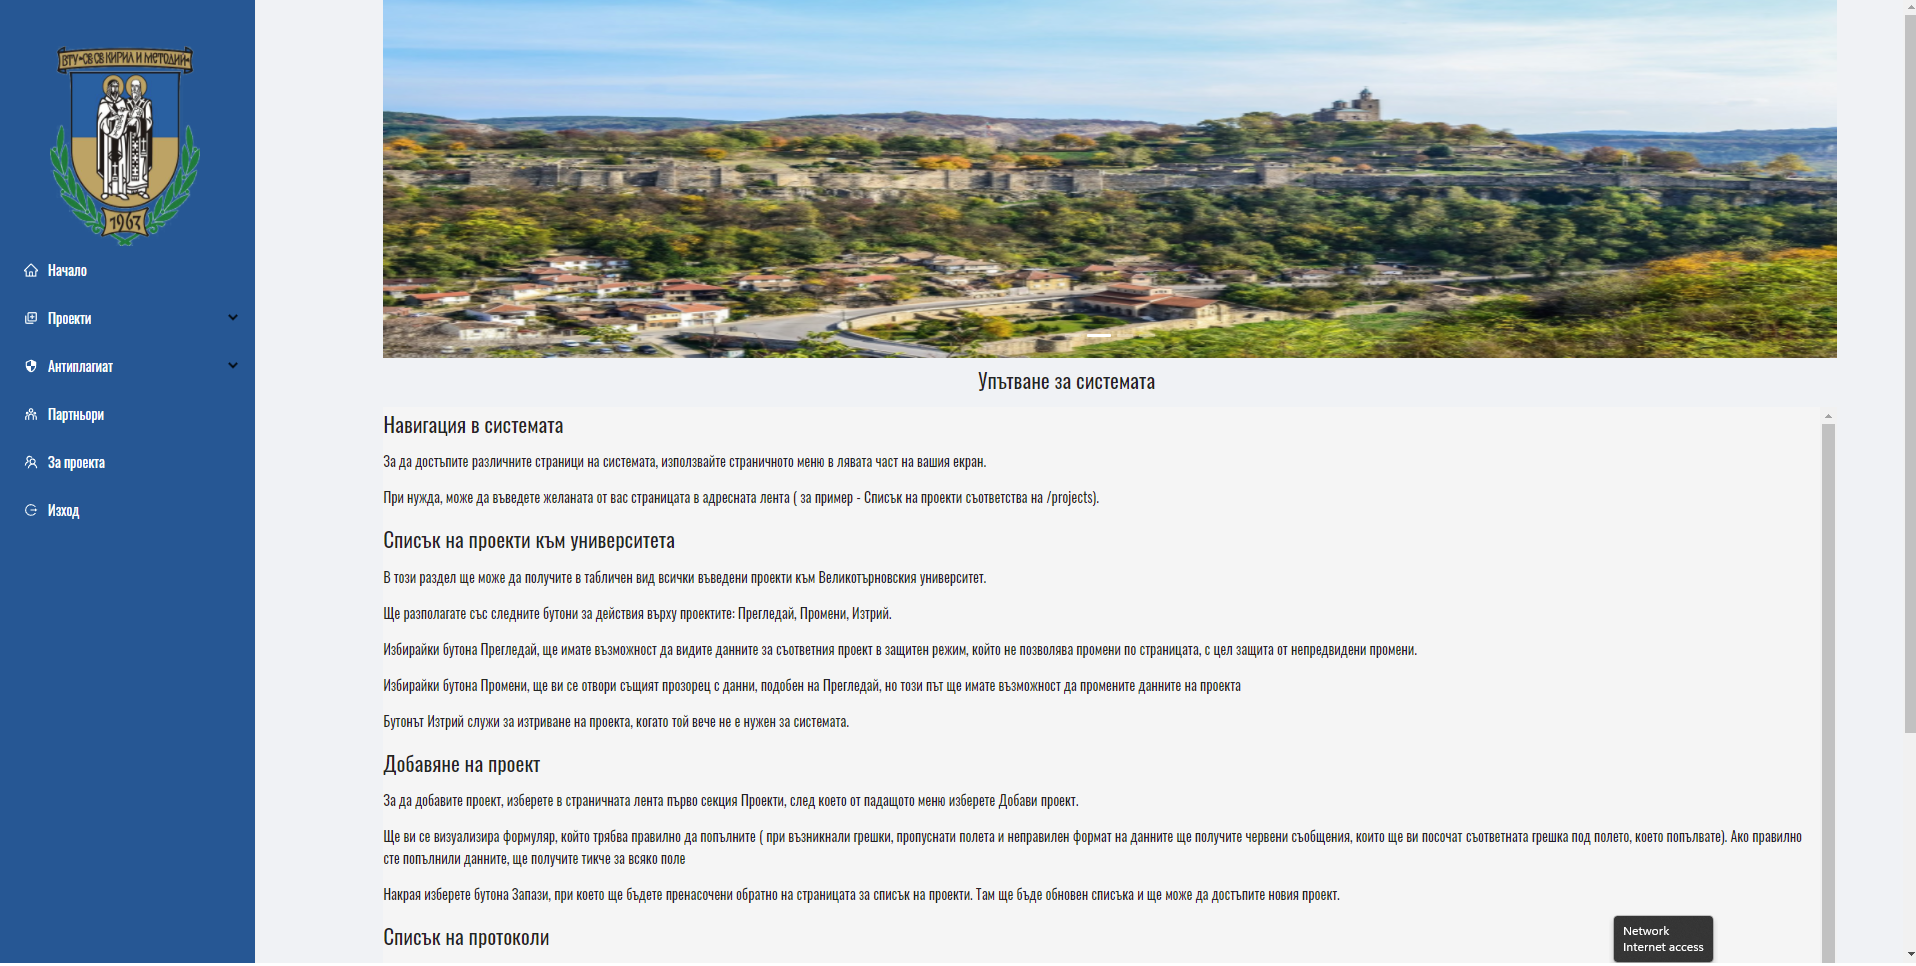 ВТУ "СВ СВ КИРИЛ И МЕТОДИЙ"
1963
Начало
Проекти
Антиплагиат
Партньори
За проекта
Изход
Упътване за системата
Навигация в системата
За да достъпите различните страници на системата, използвайте страничното меню в лявата част на вашия екран.
При нужда, може да въведете желаната от вас страницата в адресната лента ( за пример - Списък на проекти съответства на /projects).
Списък на проекти към университета
В този раздел ще може да получите в табличен вид всички въведени проекти към Великотърновския университет.
Ще разполагате със следните бутони за действия върху проектите: Прегледай, Промени, Изтрий.
Избирайки бутона Прегледай, ще имате възможност да видите данните за съответния проект в защитен режим, който не позволява промени по страницата, с цел защита от непредвидени промени.
Избирайки бутона Промени, ще ви се отвори същият прозорец с данни, подобен на Прегледай, но този път ще имате възможност да промените данните на проекта
Бутонът Изтрий служи за изтриване на проекта, когато той вече не е нужен за системата.
Добавяне на проект
За да добавите проект, изберете в страничната лента първо секция Проекти, след което от падащото меню изберете Добави проект.
Ще ви се визуализира формуляр, който трябва правилно да попълните ( при възникнали грешки, пропуснати полета и неправилен формат на данните ще получите червени съобщения, които ще ви посочат съответната грешка под полето, което попълвате). Ако правилно
сте попълнили данните, ще получите тикче за всяко поле
Накрая изберете бутона Запази, при което ще бъдете пренасочени обратно на страницата за списък на проекти. Там ще бъде обновен списъка и ще може да достъпите новия проект.
Списък на протоколи
Network
Internet access